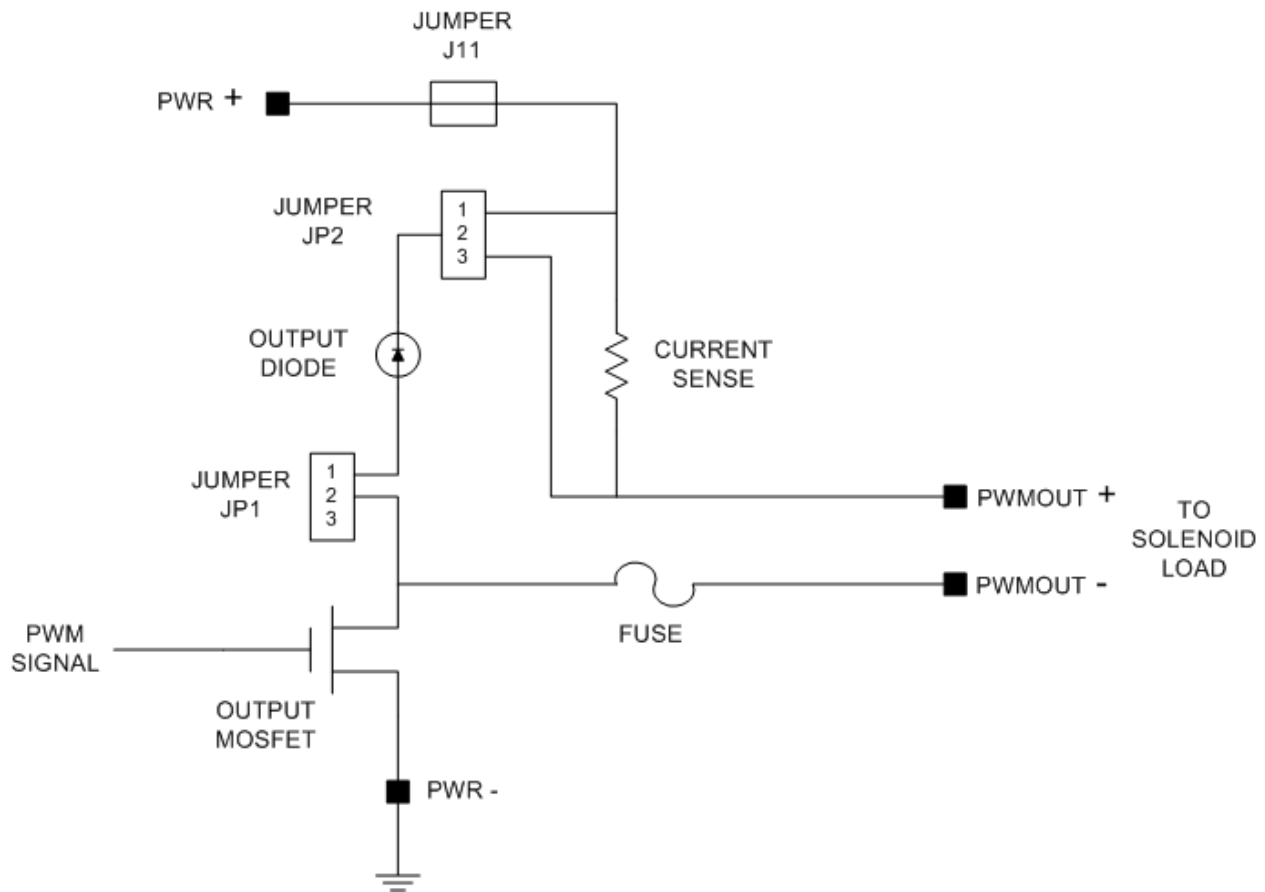 JUMPER
J11
PWR +
JUMPER
JP2
1
2
3
OUTPUT
DIODE
CURRENT
SENSE
JUMPER
JP1
1
2
3
PWMOUT +
TO
SOLENOID
LOAD
PWMOUT -
FUSE
PWM
SIGNAL
OUTPUT
MOSFET
PWR -